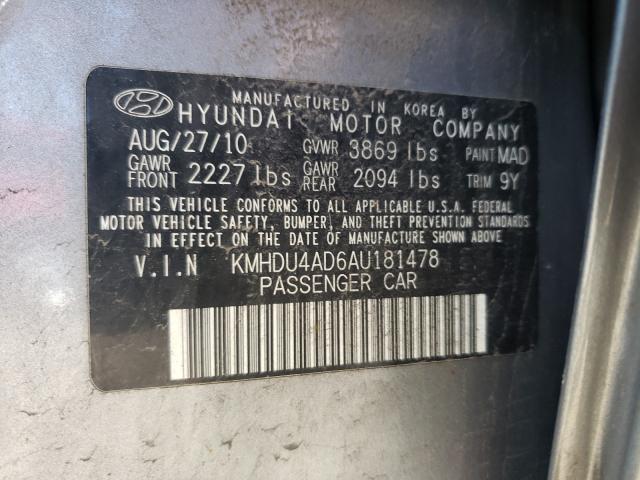 MANUFACTURED IN KOREA BY
HYUNDAI MOTOR COMPANY
AUG/27/10 GVWR 3869 lbs PAINT MAD
GAWR FRONT 2227 lbs GAWR REAR 2094 lbs TRIM 9Y
THIS VEHICLE CONFORMS TO ALL APPLICABLE U.S.A. FEDERAL
MOTOR VEHICLE SAFETY, BUMPER, AND THEFT PREVENTION STANDARDS
IN EFFECT ON THE DATE OF MANUFACTURE SHOWN ABOVE
V.I.N KMHDU4AD6AU181478
PASSENGER CAR